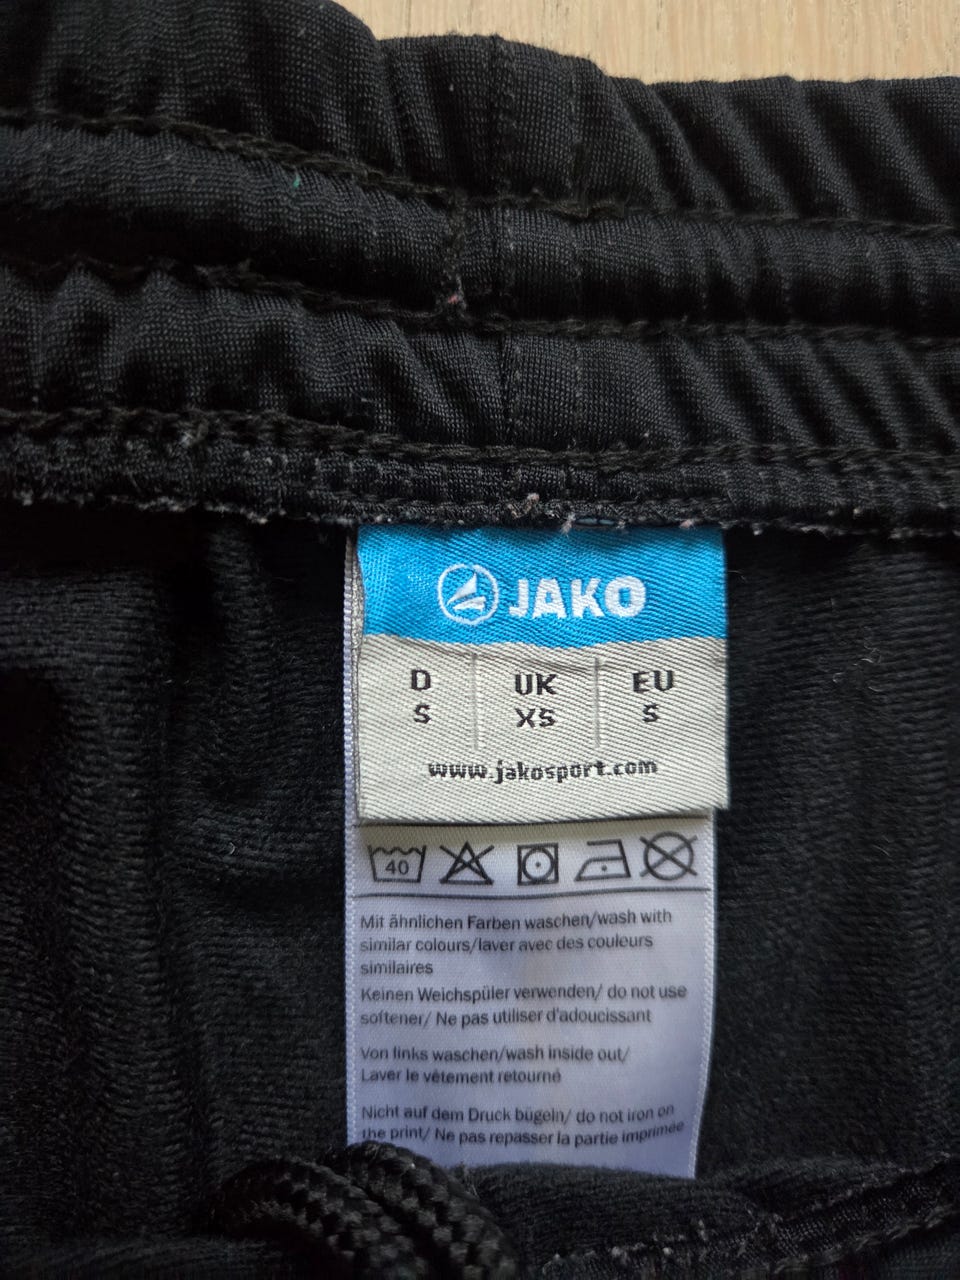 JAKO
D UK EU
S XS S
www.jakosport.com
40
Mit ähnlichen Farben waschen/wash with
similar colours/laver avec des couleurs
similaires
Keinen Weichspüler verwenden/ do not use
softener/ Ne pas utiliser d'adoucissant
Von links waschen/wash inside out/
Laver le vêtement retourné
Nicht auf dem Druck bügeln/ do not iron on
the print/ Ne pas repasser la partie imprimée